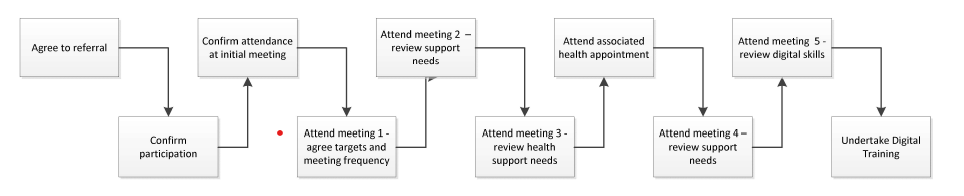 Agree to referral
Confirm
participation
Confirm attendance
at initial meeting
Attend meeting 1 -
agree targets and
meeting frequency
Attend meeting 2 –
review support
needs
Attend meeting 3 -
review health
support needs
Attend associated
health appointment
Attend meeting 4 =
review support
needs
Attend meeting 5 -
review digital skills
Undertake Digital
Training